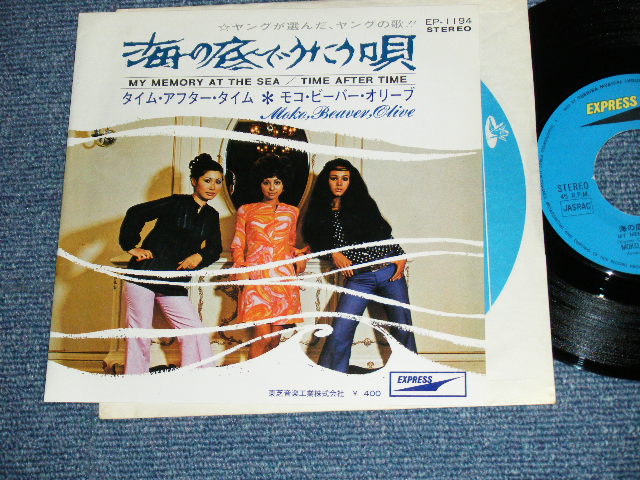 ☆ヤングが選んだ、ヤングの歌!!
EP-1194
STEREO
海の底でうたう唄
MY MEMORY AT THE SEA / TIME AFTER TIME
タイム・アフター・タイム＊モコ・ビーバー・オリーブ
Moko, Beaver, Olive
東芝音楽工業株式会社 ¥ 400
EXPRESS
EXPRESS
STEREO
45 R.P.M.
JASRAC
海の底
MOKO